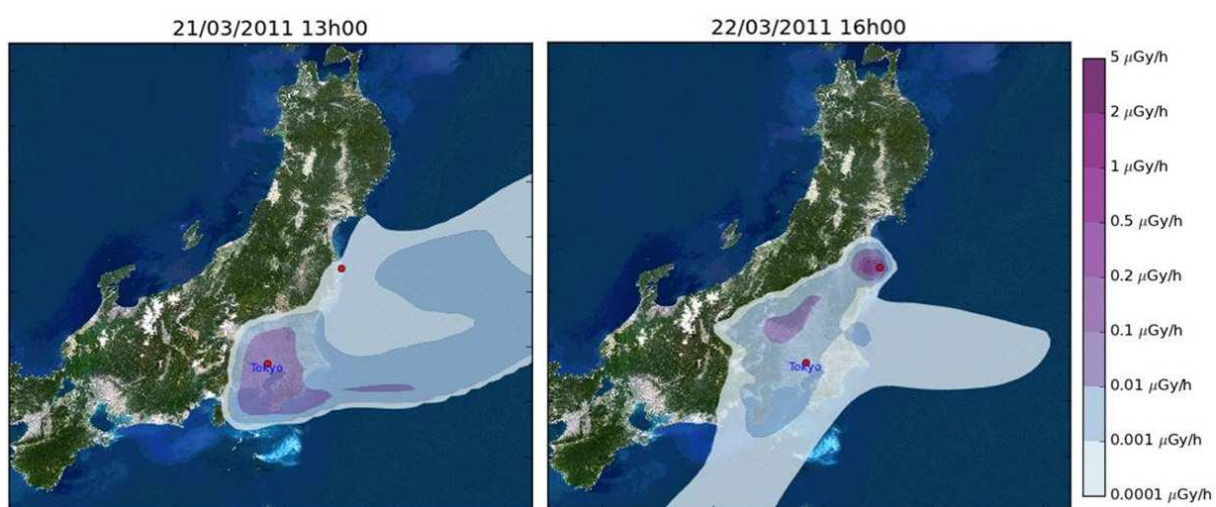 21/03/2011 13h00
22/03/2011 16h00
Tokyo
Tokyo
5 μGy/h
2 μGy/h
1 μGy/h
0.5 μGy/h
0.2 μGy/h
0.1 μGy/h
0.01 μGy/h
0.001 μGy/h
0.0001 μGy/h